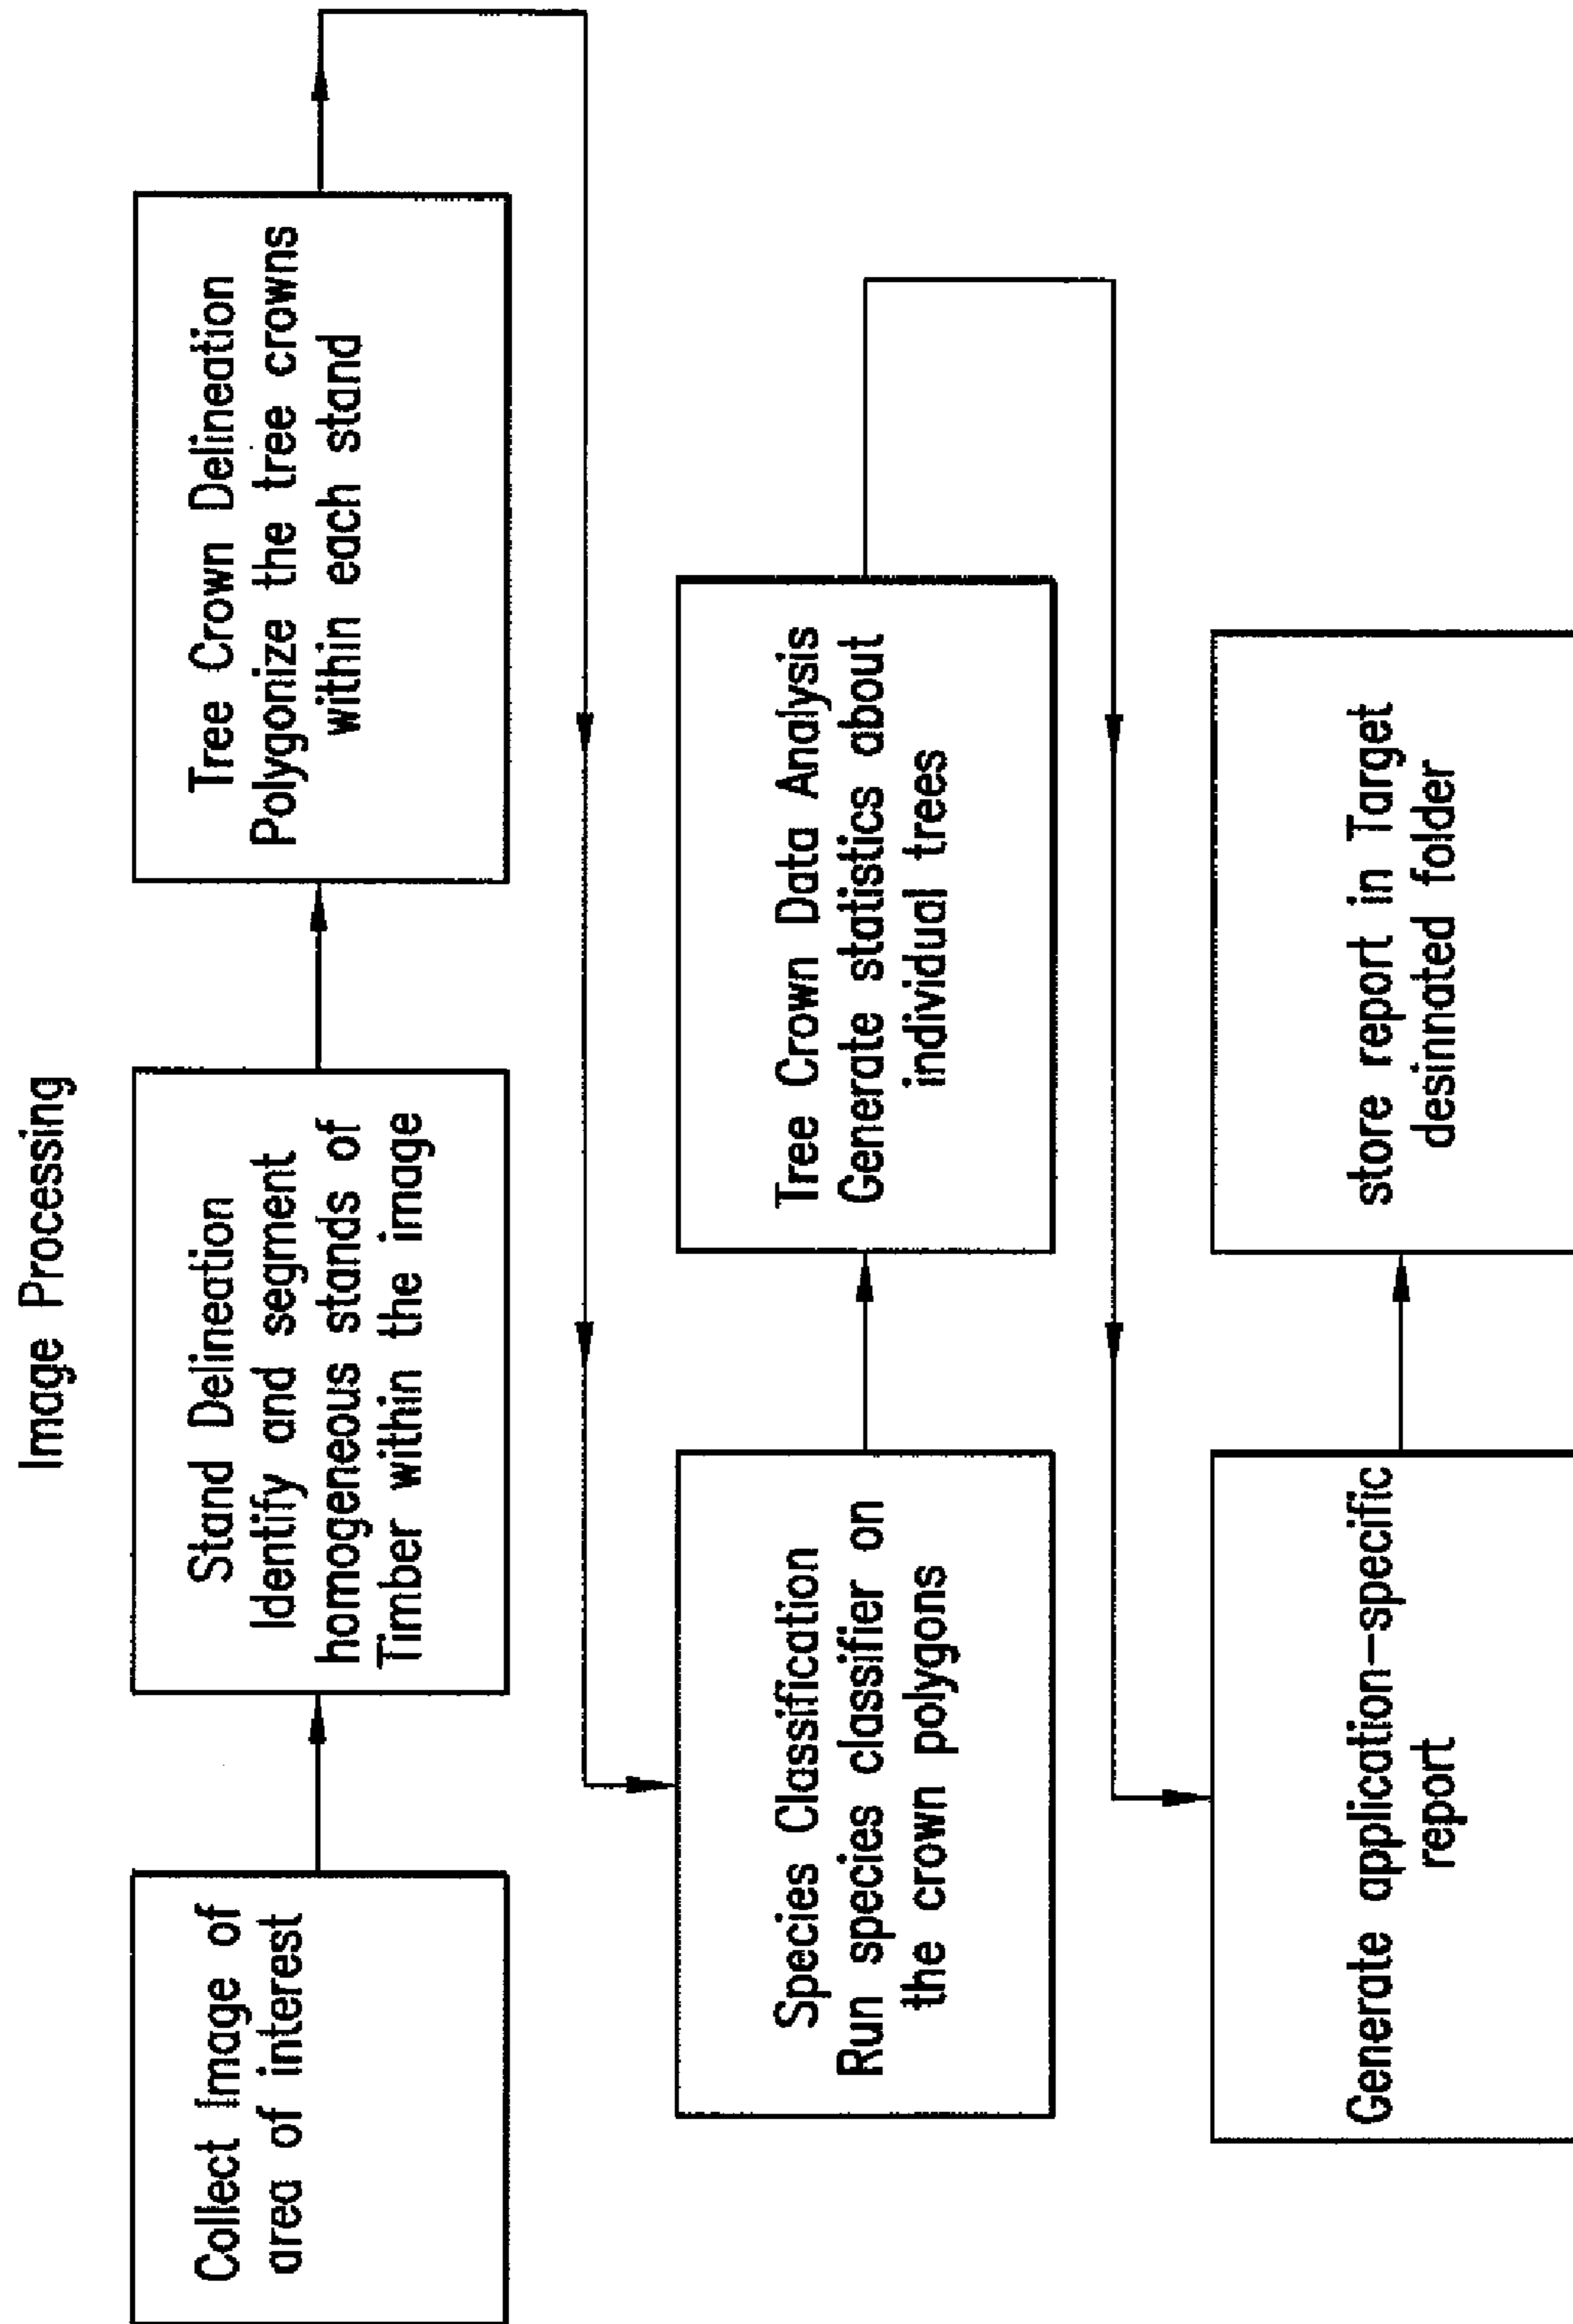 Image Processing
Collect Image of
area of interest
Stand Delineation
Identify and segment
homogeneous stands of
Timber within the image
Tree Crown Delineation
Polygonize the tree crowns
within each stand
Species Classification
Run species classifier on
the crown polygons
Tree Crown Data Analysis
Generate statistics about
individual trees
Generate application-specific
report
store report in Target
desinnated folder